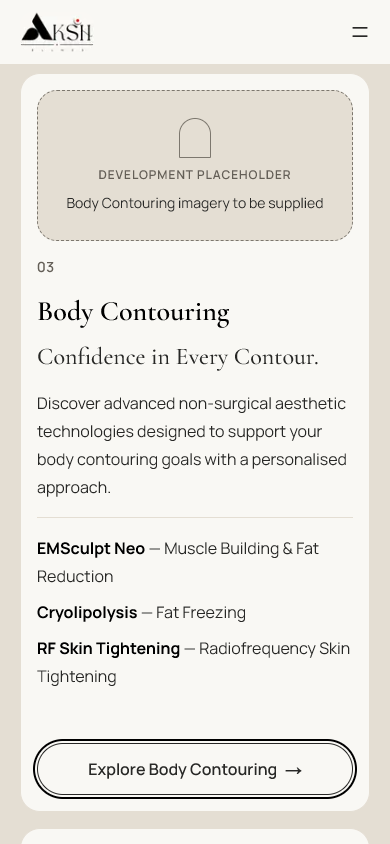 AKSH
DEVELOPMENT PLACEHOLDER
Body Contouring imagery to be supplied
03
Body Contouring
Confidence in Every Contour.
Discover advanced non-surgical aesthetic
technologies designed to support your
body contouring goals with a personalised
approach.
EMSculpt Neo — Muscle Building & Fat
Reduction
Cryolipolysis — Fat Freezing
RF Skin Tightening — Radiofrequency Skin
Tightening
Explore Body Contouring →